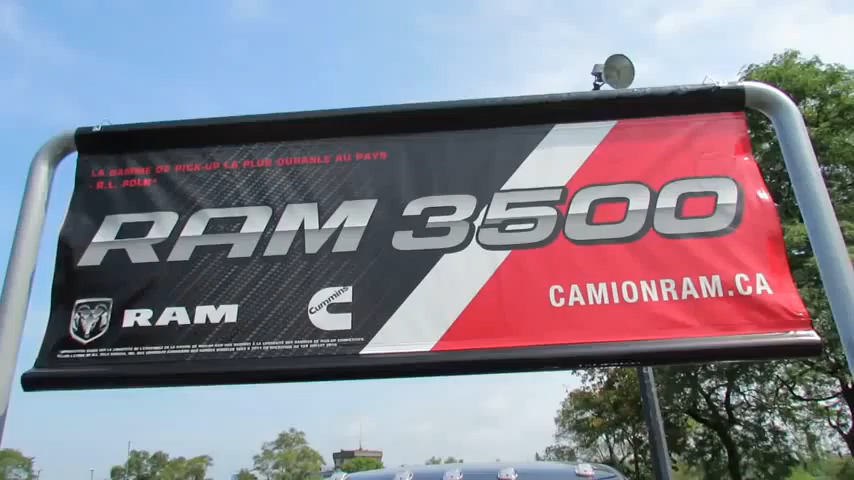 LA GAMME DE PICK-UP LA PLUS DURABLE AU PAYS
- R.L. POLK
RAM 3500
CAMIONRAM.CA
RAM
Cummins